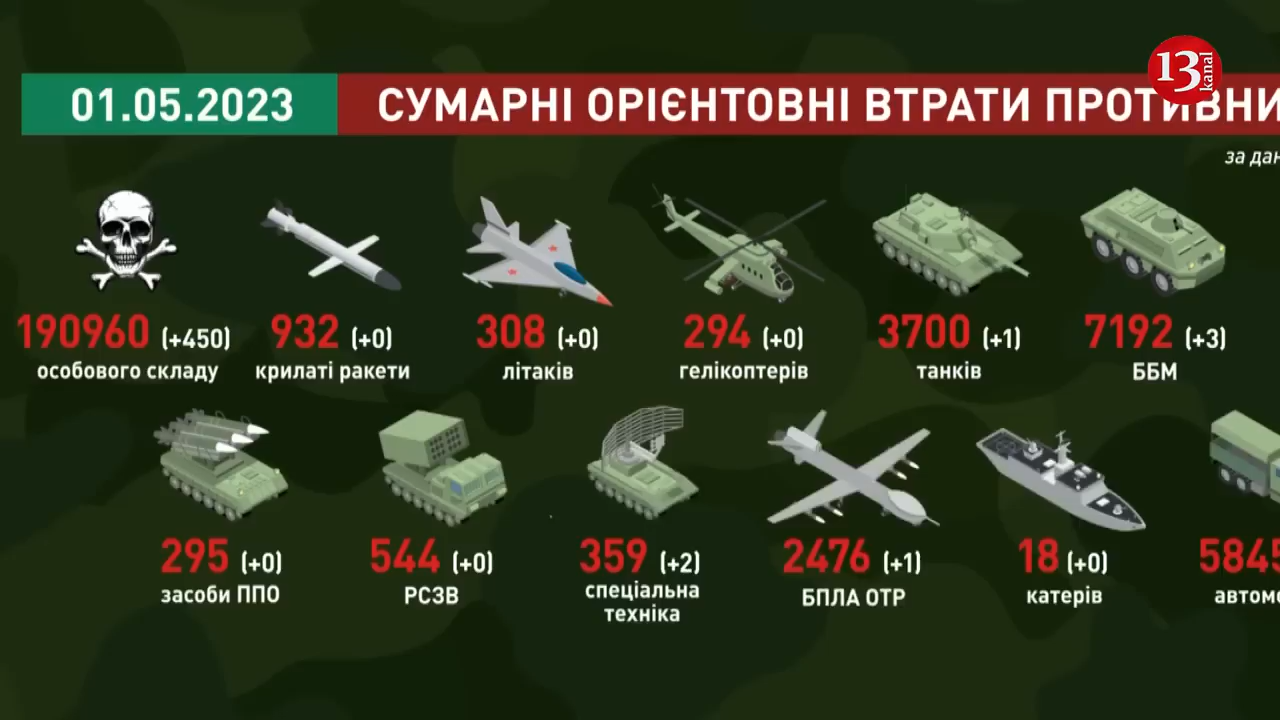 13 kanal
01.05.2023 СУМАРНІ ОРІЄНТОВНІ ВТРАТИ ПРОТИВНИ
за дан
190960 (+450) 932 (+0) 308 (+0) 294 (+0) 3700 (+1) 7192 (+3)
особового складу крилаті ракети літаків гелікоптерів танків ББМ
295 (+0) 544 (+0) 359 (+2) 2476 (+1) 18 (+0) 5845
засоби ППО РСЗВ спеціальна БПЛА ОТР катерів автомо
техніка